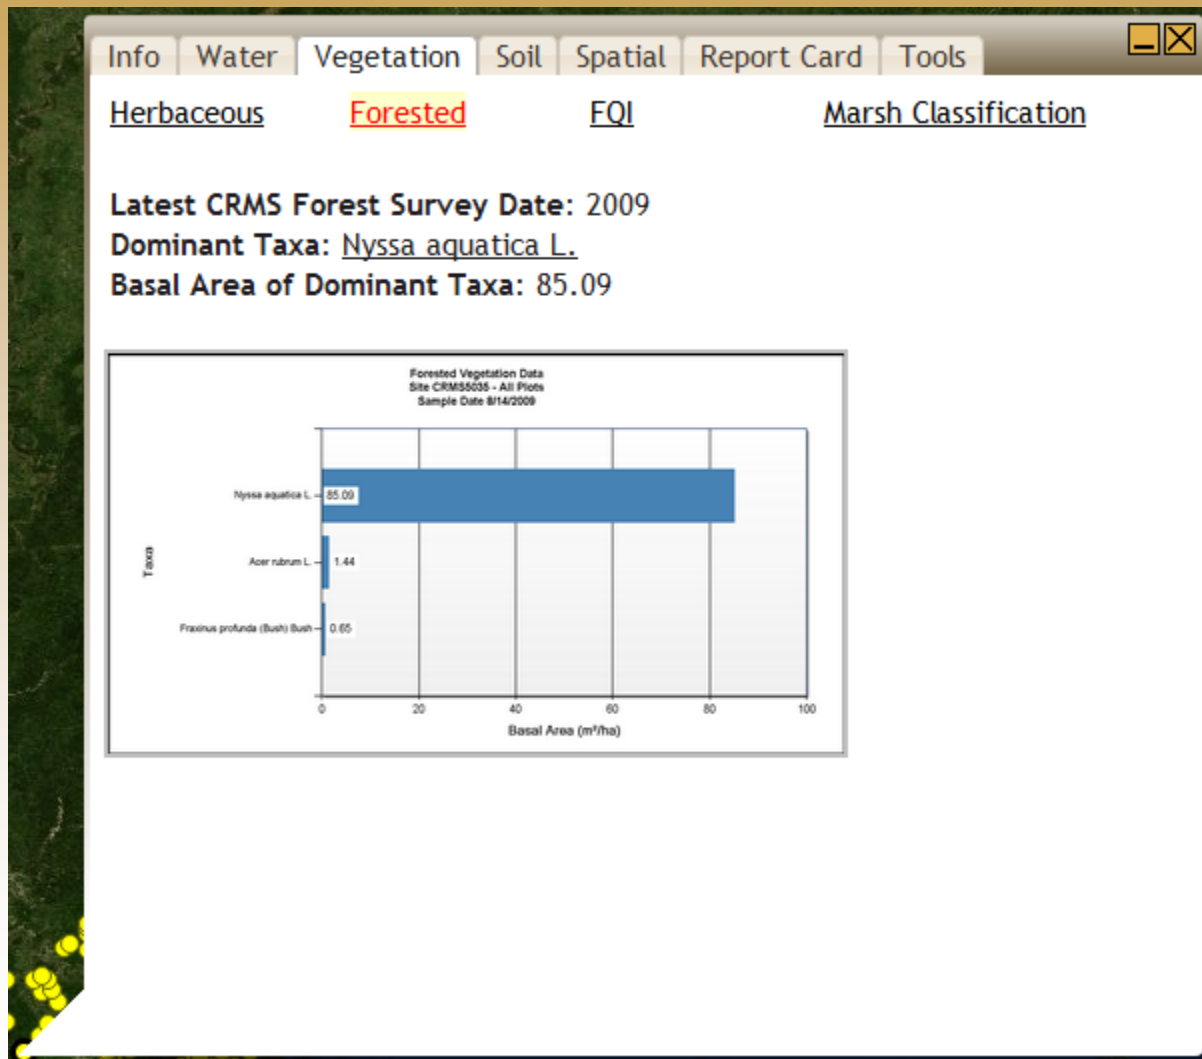 Info Water Vegetation Soil Spatial Report Card Tools
Herbaceous Forested FQI Marsh Classification
Latest CRMS Forest Survey Date: 2009
Dominant Taxa: Nyssa aquatica L.
Basal Area of Dominant Taxa: 85.09
Forested Vegetation Data
Site CRMS5035 - All Plots
Sample Date 8/14/2009
Taxa
Nyssa aquatica L. 85.09
Acer rubrum L. 1.44
Fraxinus profunda (Bush) Bush 0.65
0 20 40 60 80 100
Basal Area (m²/ha)